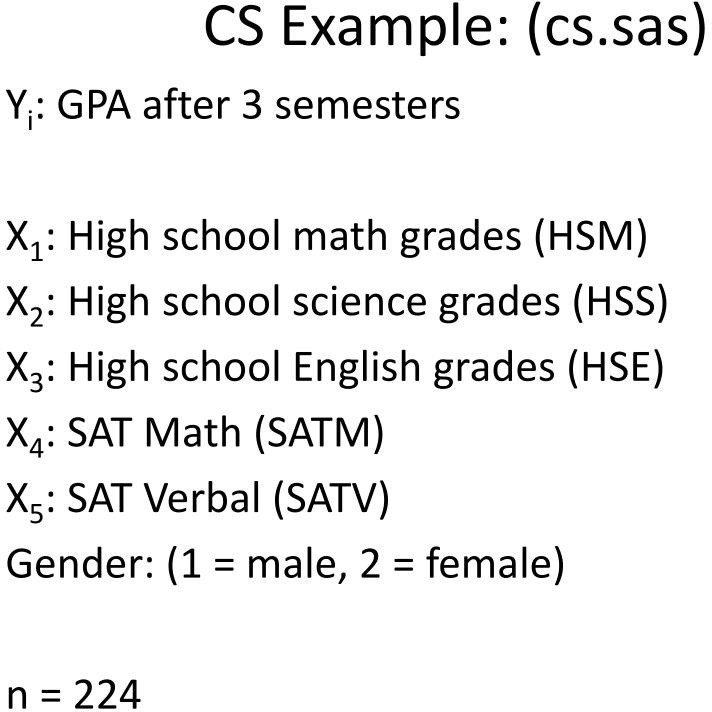 CS Example: (cs.sas)
Yᵢ: GPA after 3 semesters
X₁: High school math grades (HSM)
X₂: High school science grades (HSS)
X₃: High school English grades (HSE)
X₄: SAT Math (SATM)
X₅: SAT Verbal (SATV)
Gender: (1 = male, 2 = female)
n = 224